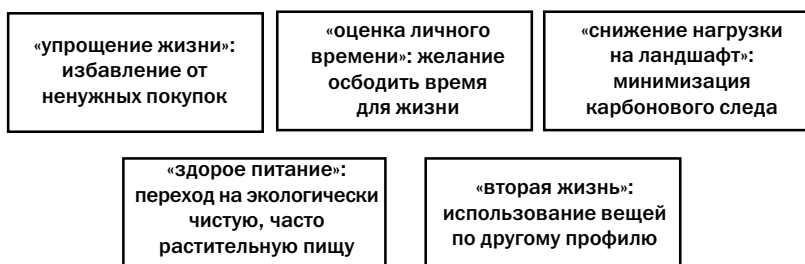 «упрощение жизни»:
избавление от
ненужных покупок
«оценка личного
времени»: желание
осбодить время
для жизни
«снижение нагрузки
на ландшафт»:
минимизация
карбонового следа
«здорое питание»:
переход на экологически
чистую, часто
растительную пищу
«вторая жизнь»:
использование вещей
по другому профилю